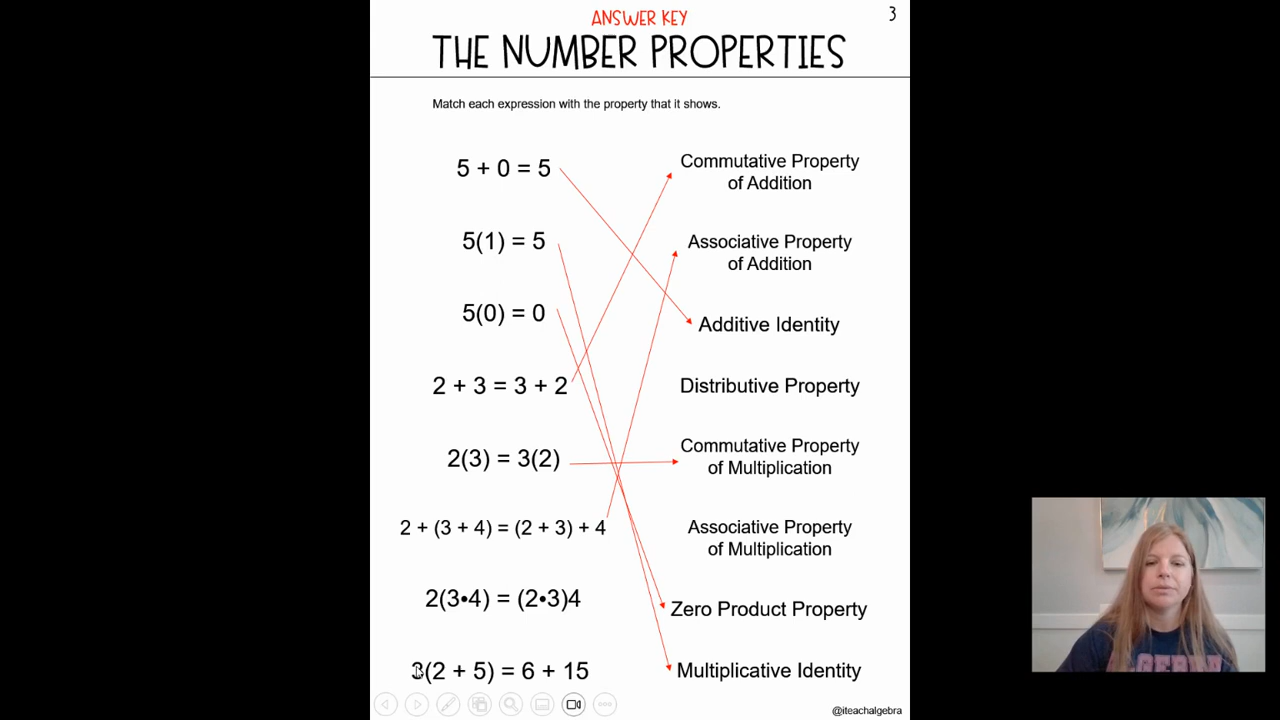 ANSWER KEY
3
THE NUMBER PROPERTIES
Match each expression with the property that it shows.
5 + 0 = 5
5(1) = 5
5(0) = 0
2 + 3 = 3 + 2
2(3) = 3(2)
2 + (3 + 4) = (2 + 3) + 4
2(3•4) = (2•3)4
3(2 + 5) = 6 + 15
Commutative Property
of Addition
Associative Property
of Addition
Additive Identity
Distributive Property
Commutative Property
of Multiplication
Associative Property
of Multiplication
Zero Product Property
Multiplicative Identity
@iteachalgebra
ALGEBRA